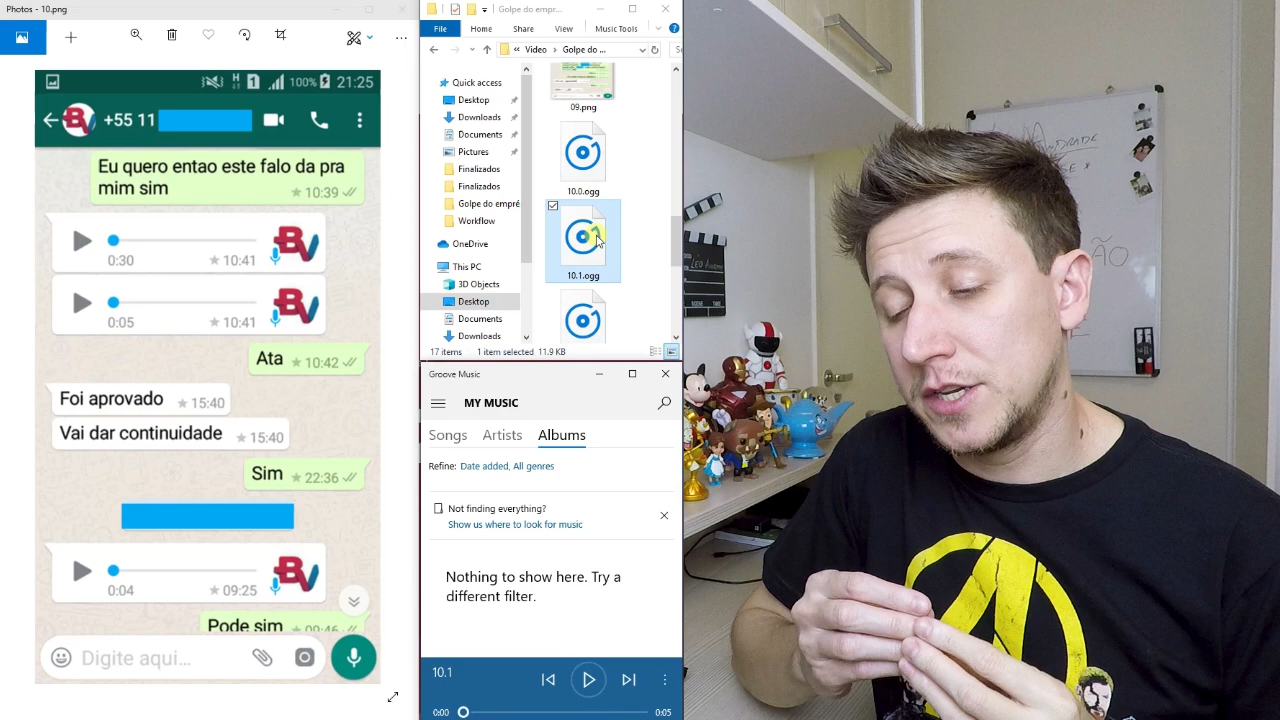 Photos - 10.png
H
H
1
100%
21:25
BV
+55 11
Eu quero entao este falo da pra
mim sim
10:39
BV
0:30
10:41
BV
0:05
10:41
Ata
10:42
Foi aprovado
15:40
Vai dar continuidade
15:40
Sim
22:36
BV
0:04
09:25
Pode sim
09:46
Digite aqui...
Golpe do empr...
File
Home
Share
View
Music Tools
«
Video
Golpe do ...
Quick access
Desktop
Downloads
Documents
Pictures
Finalizados
Finalizados
Golpe do empré
Workflow
OneDrive
This PC
3D Objects
Desktop
Documents
Downloads
09.png
10.0.ogg
10.1.ogg
17 items
1 item selected 11.9 KB
Groove Music
MY MUSIC
Songs
Artists
Albums
Refine:
Date added, All genres
Not finding everything?
Show us where to look for music
Nothing to show here. Try a
different filter.
10.1
0:00
0:05